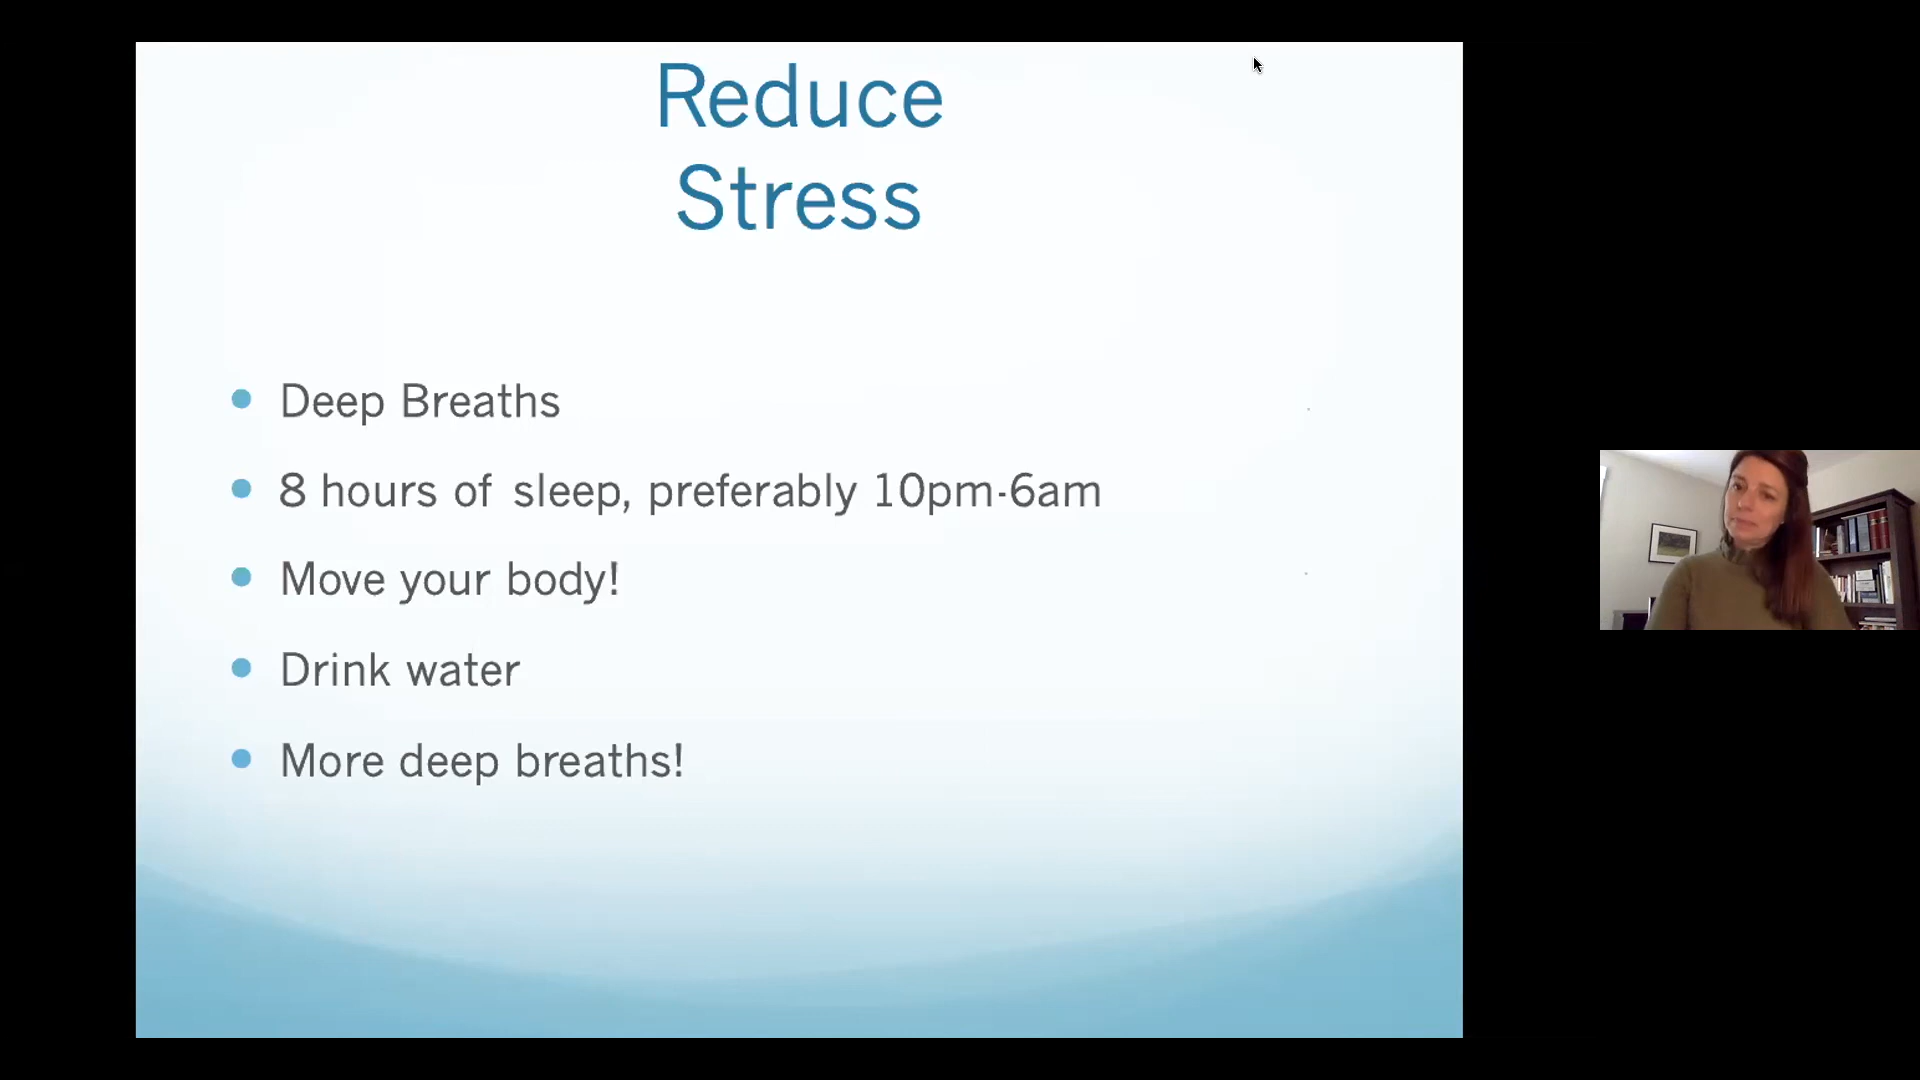 Reduce
Stress
Deep Breaths
8 hours of sleep, preferably 10pm-6am
Move your body!
Drink water
More deep breaths!